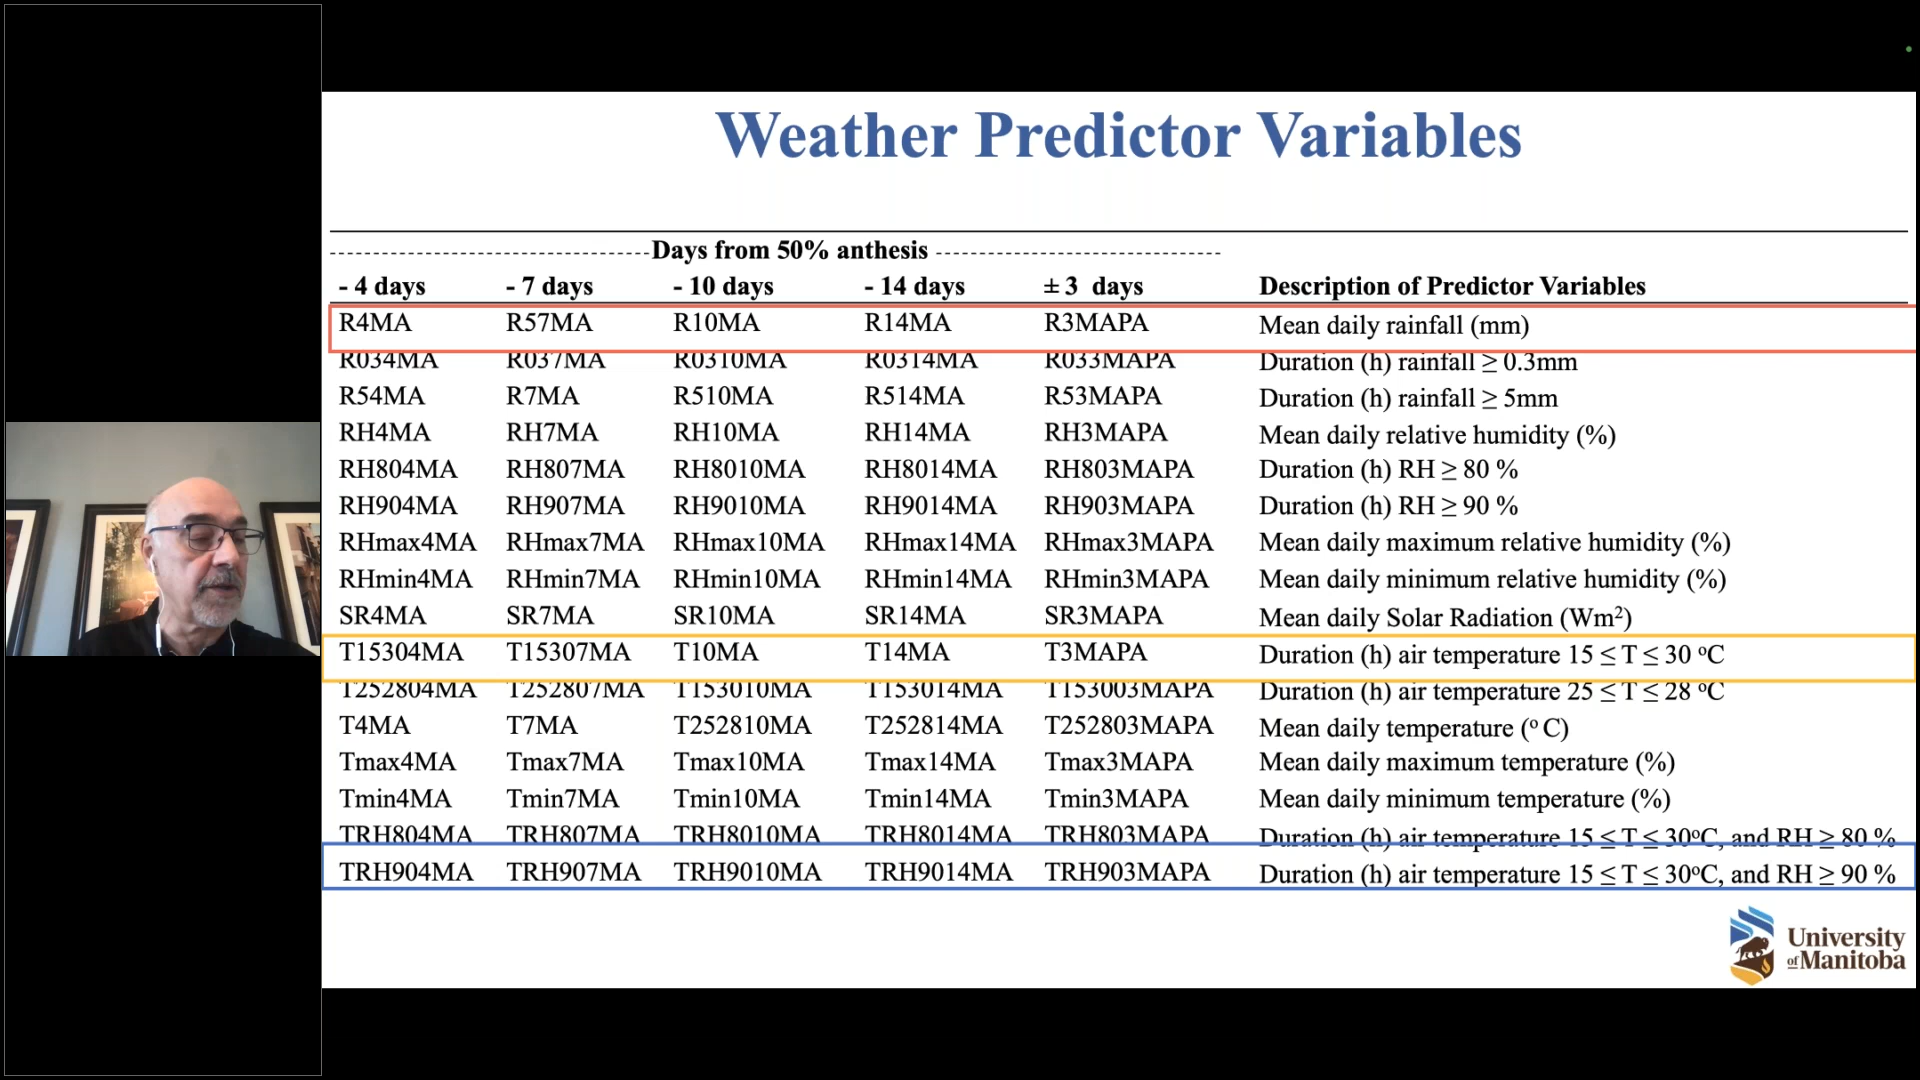 Weather Predictor Variables
--------------------------------Days from 50% anthesis -----------------------------
- 4 days - 7 days - 10 days - 14 days ± 3 days Description of Predictor Variables
R4MA R57MA R10MA R14MA R3MAPA Mean daily rainfall (mm)
R034MA R037MA R0310MA R0314MA R033MAPA Duration (h) rainfall ≥ 0.3mm
R54MA R7MA R510MA R514MA R53MAPA Duration (h) rainfall ≥ 5mm
RH4MA RH7MA RH10MA RH14MA RH3MAPA Mean daily relative humidity (%)
RH804MA RH807MA RH8010MA RH8014MA RH803MAPA Duration (h) RH ≥ 80 %
RH904MA RH907MA RH9010MA RH9014MA RH903MAPA Duration (h) RH ≥ 90 %
RHmax4MA RHmax7MA RHmax10MA RHmax14MA RHmax3MAPA Mean daily maximum relative humidity (%)
RHmin4MA RHmin7MA RHmin10MA RHmin14MA RHmin3MAPA Mean daily minimum relative humidity (%)
SR4MA SR7MA SR10MA SR14MA SR3MAPA Mean daily Solar Radiation (Wm²)
T15304MA T15307MA T10MA T14MA T3MAPA Duration (h) air temperature 15 ≤ T ≤ 30 ºC
T252804MA T252807MA T153010MA T153014MA T153003MAPA Duration (h) air temperature 25 ≤ T ≤ 28 ºC
T4MA T7MA T252810MA T252814MA T252803MAPA Mean daily temperature (º C)
Tmax4MA Tmax7MA Tmax10MA Tmax14MA Tmax3MAPA Mean daily maximum temperature (%)
Tmin4MA Tmin7MA Tmin10MA Tmin14MA Tmin3MAPA Mean daily minimum temperature (%)
TRH804MA TRH807MA TRH8010MA TRH8014MA TRH803MAPA Duration (h) air temperature 15 ≤ T ≤ 30ºC, and RH ≥ 80 %
TRH904MA TRH907MA TRH9010MA TRH9014MA TRH903MAPA Duration (h) air temperature 15 ≤ T ≤ 30ºC, and RH ≥ 90 %
University
of Manitoba